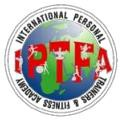 INTERNATIONAL PERSONAL
TRAINERS & FITNESS ACADEMY
IPTFA